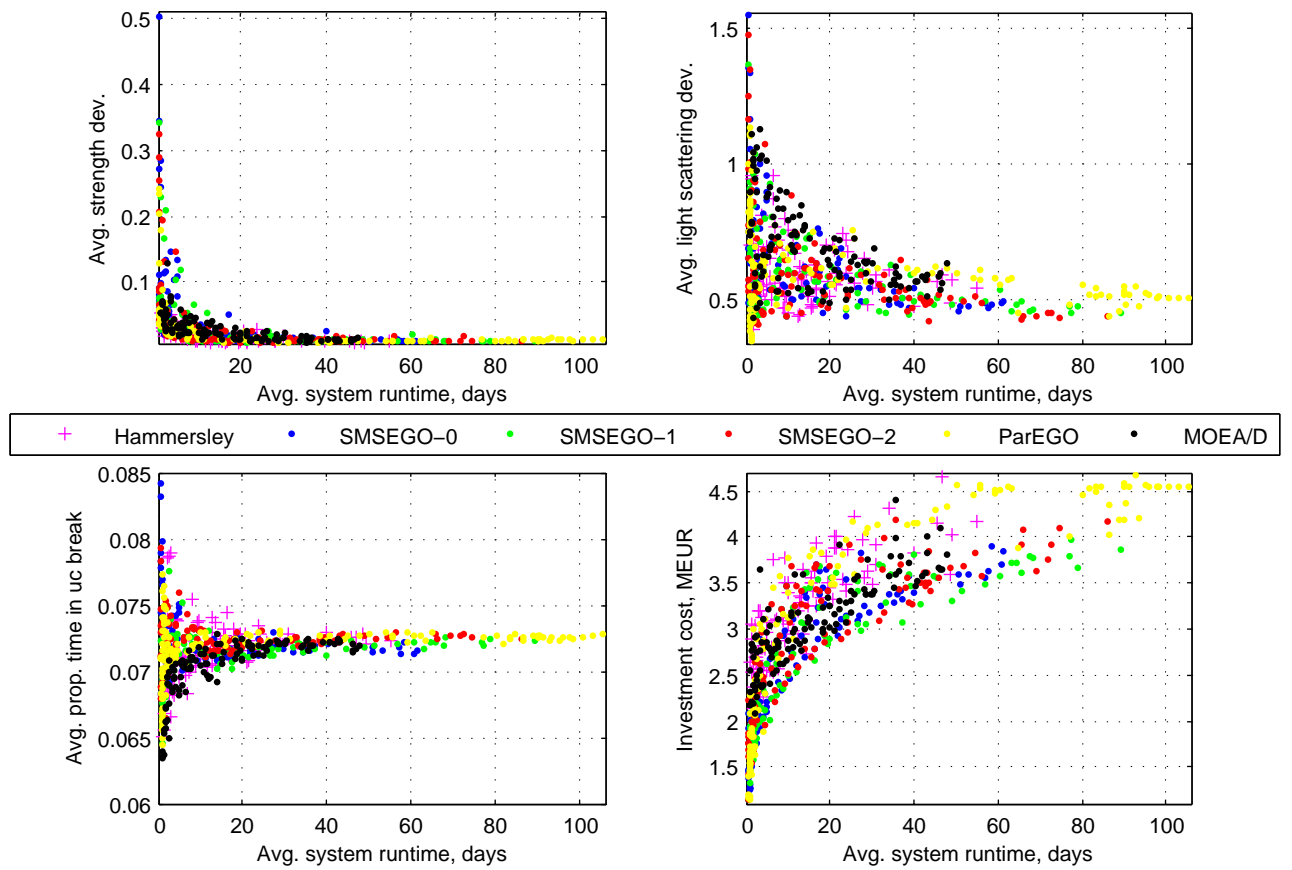 0.5
0.4
0.3
0.2
0.1
20 40 60 80 100
Avg. strength dev.
Avg. system runtime, days
1.5
1
0.5
0 20 40 60 80 100
Avg. light scattering dev.
Avg. system runtime, days
Hammersley SMSEGO−0 SMSEGO−1 SMSEGO−2 ParEGO MOEA/D
0.085
0.08
0.075
0.07
0.065
0.06
0 20 40 60 80 100
Avg. prop. time in uc break
Avg. system runtime, days
4.5
4
3.5
3
2.5
2
1.5
0 20 40 60 80 100
Investment cost, MEUR
Avg. system runtime, days